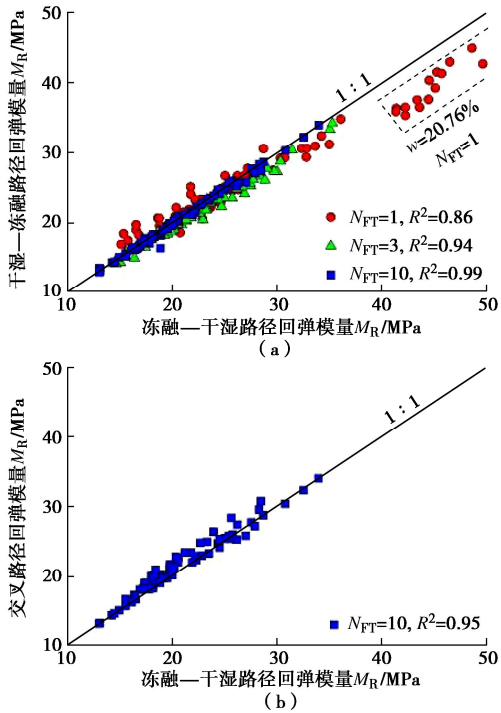 干湿—冻融路径回弹模量MR/MPa
50
40
30
20
10
1:1
w=20.76%
NFT=1
NFT=1, R²=0.86
NFT=3, R²=0.94
NFT=10, R²=0.99
10 20 30 40 50
冻融—干湿路径回弹模量MR/MPa
(a)
交叉路径回弹模量MR/MPa
50
40
30
20
10
1:1
NFT=10, R²=0.95
10 20 30 40 50
冻融—干湿路径回弹模量MR/MPa
(b)